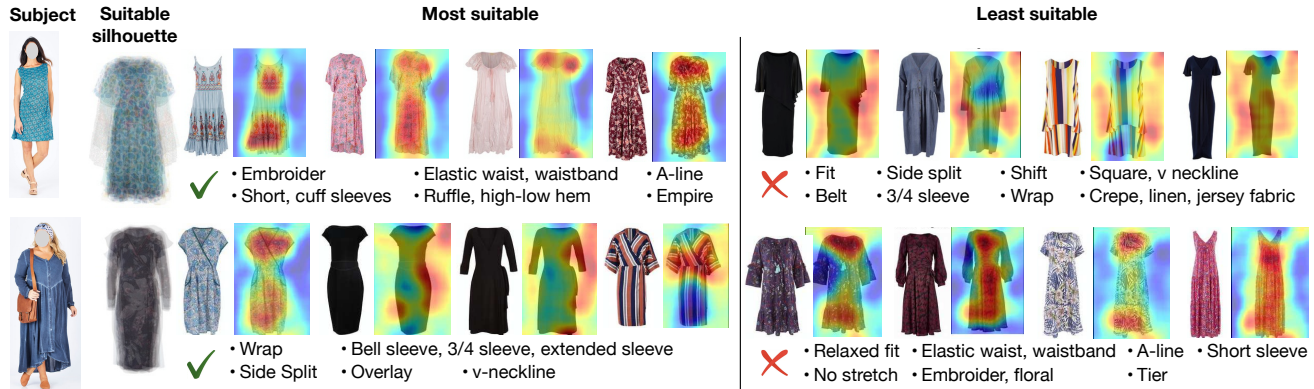 Subject
Suitable silhouette
Most suitable
Least suitable
• Embroider
• Short, cuff sleeves
• Elastic waist, waistband
• Ruffle, high-low hem
• A-line
• Empire
• Fit
• Belt
• Side split
• 3/4 sleeve
• Shift
• Wrap
• Square, v neckline
• Crepe, linen, jersey fabric
• Wrap
• Side Split
• Bell sleeve, 3/4 sleeve, extended sleeve
• Overlay
• v-neckline
• Relaxed fit
• No stretch
• Elastic waist, waistband
• Embroider, floral
• A-line
• Tier
• Short sleeve